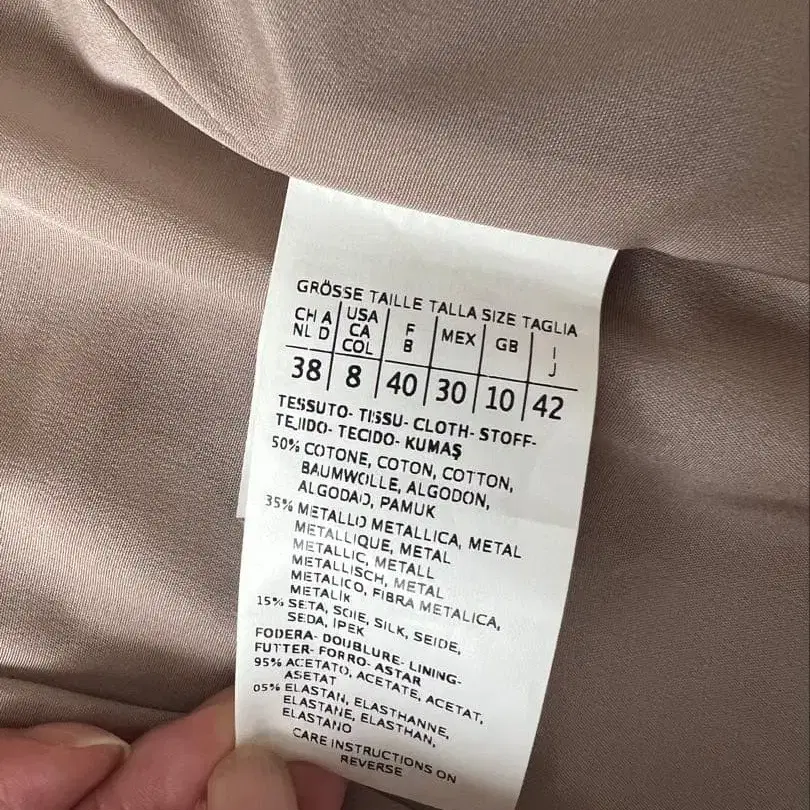 GRÖSSE TAILLE TALLA SIZE TAGLIA
CH A USA F MEX GB I
NL D CA B J
COL
38 8 40 30 10 42
TESSUTO- TISSU- CLOTH- STOFF-
TEJIDO- TECIDO- KUMAŞ
50% COTONE, COTON, COTTON,
BAUMWOLLE, ALGODON,
ALGODAO, PAMUK
35% METALLO METALLICA, METAL
METALLIQUE, METAL
METALLIC, METALL
METALLISCH, METAL
METALICO, FIBRA METALICA,
METALIK
15% SETA, SOIE, SILK, SEIDE,
SEDA, IPEK
FODERA- DOUBLURE- LINING-
FUTTER- FORRO- ASTAR
95% ACETATO, ACETATE, ACETAT,
ASETAT
05% ELASTAN, ELASTHANNE,
ELASTANE, ELASTHAN,
ELASTANO
CARE INSTRUCTIONS ON
REVERSE